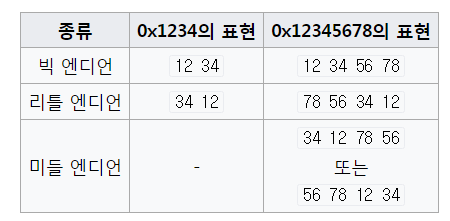 종류 0x1234의 표현 0x12345678의 표현
빅 엔디언 12 34 12 34 56 78
리틀 엔디언 34 12 78 56 34 12
미들 엔디언 - 34 12 78 56
또는
56 78 12 34